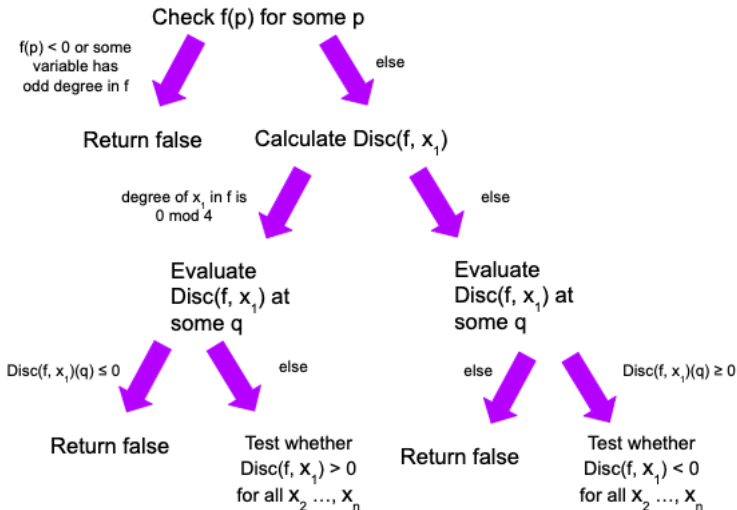 Check f(p) for some p
f(p) < 0 or some
variable has
odd degree in f
else
Return false
Calculate Disc(f, x₁)
degree of x₁ in f is
0 mod 4
else
Evaluate
Disc(f, x₁) at
some q
Evaluate
Disc(f, x₁) at
some q
Disc(f, x₁)(q) ≤ 0
else
else
Disc(f, x₁)(q) ≥ 0
Return false
Test whether
Disc(f, x₁) > 0
for all x₂ ..., xₙ
Return false
Test whether
Disc(f, x₁) < 0
for all x₂ ..., xₙ